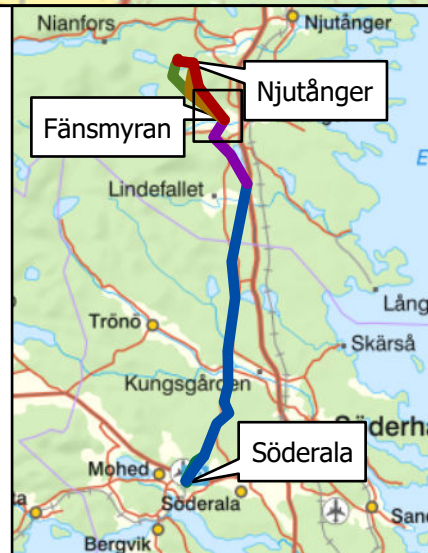 Nianfors
Njutånger
Njutånger
Fänsmyran
Lindefallet
Lång
Trönö
Skärså
Kungsgården
Söderha
Söderala
Mohed
Söderala
San
Bergvik